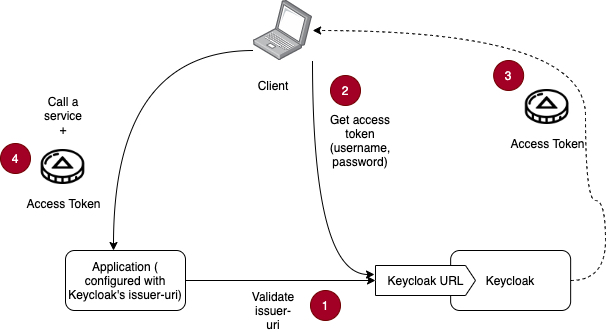 Client
2
Get access
token
(username,
password)
3
Access Token
Call a
service
+
4
Access Token
Application (
configured with
Keycloak's issuer-uri)
Validate
issuer-
uri
1
Keycloak URL
Keycloak